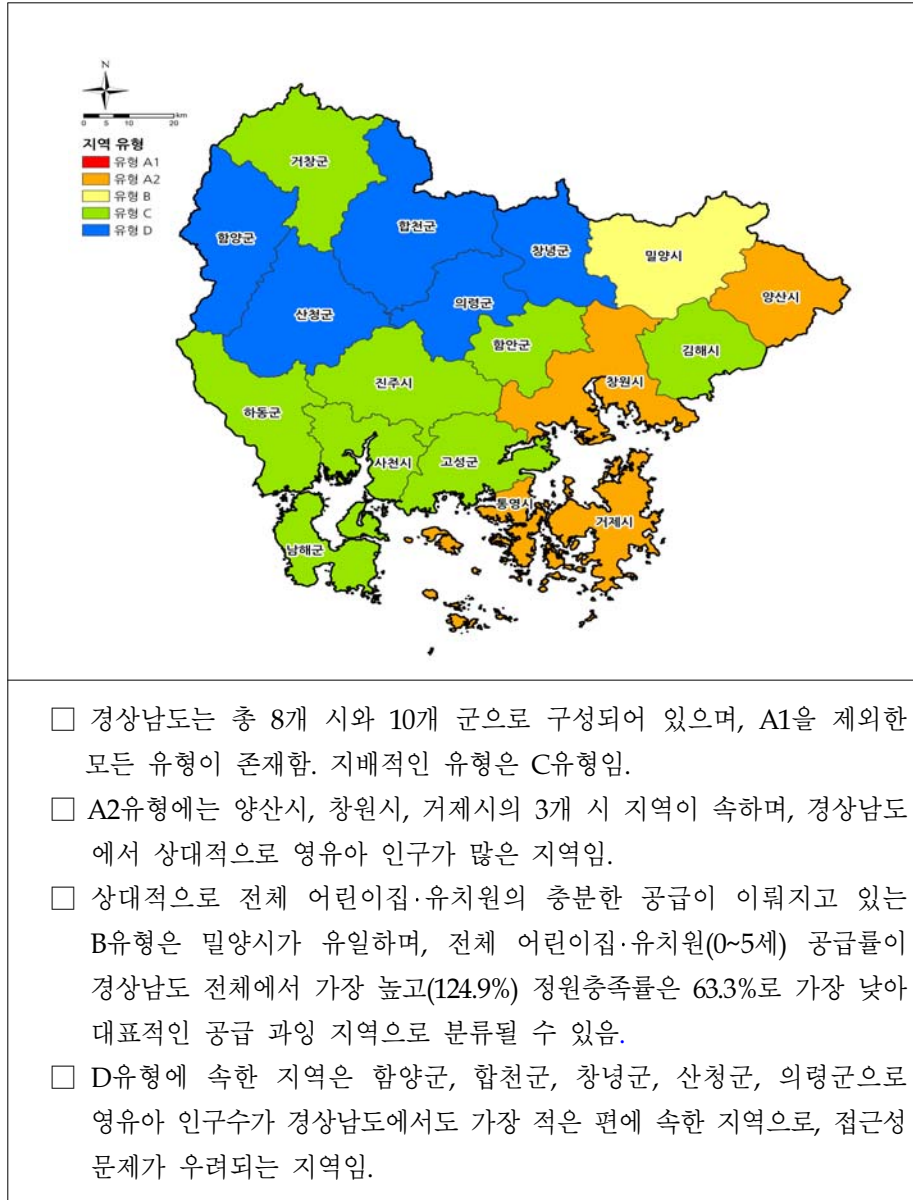 N
km
0 5 10 20
지역 유형
유형 A1
유형 A2
유형 B
유형 C
유형 D
거창군
함양군
합천군
창녕군
밀양시
양산시
산청군
의령군
함안군
김해시
진주시
창원시
하동군
사천시
고성군
통영시
거제시
남해군
□ 경상남도는 총 8개 시와 10개 군으로 구성되어 있으며, A1을 제외한
모든 유형이 존재함. 지배적인 유형은 C유형임.
□ A2유형에는 양산시, 창원시, 거제시의 3개 시 지역이 속하며, 경상남도
에서 상대적으로 영유아 인구가 많은 지역임.
□ 상대적으로 전체 어린이집·유치원의 충분한 공급이 이뤄지고 있는
B유형은 밀양시가 유일하며, 전체 어린이집·유치원(0~5세) 공급률이
경상남도 전체에서 가장 높고(124.9%) 정원충족률은 63.3%로 가장 낮아
대표적인 공급 과잉 지역으로 분류될 수 있음.
□ D유형에 속한 지역은 함양군, 합천군, 창녕군, 산청군, 의령군으로
영유아 인구수가 경상남도에서도 가장 적은 편에 속한 지역으로, 접근성
문제가 우려되는 지역임.